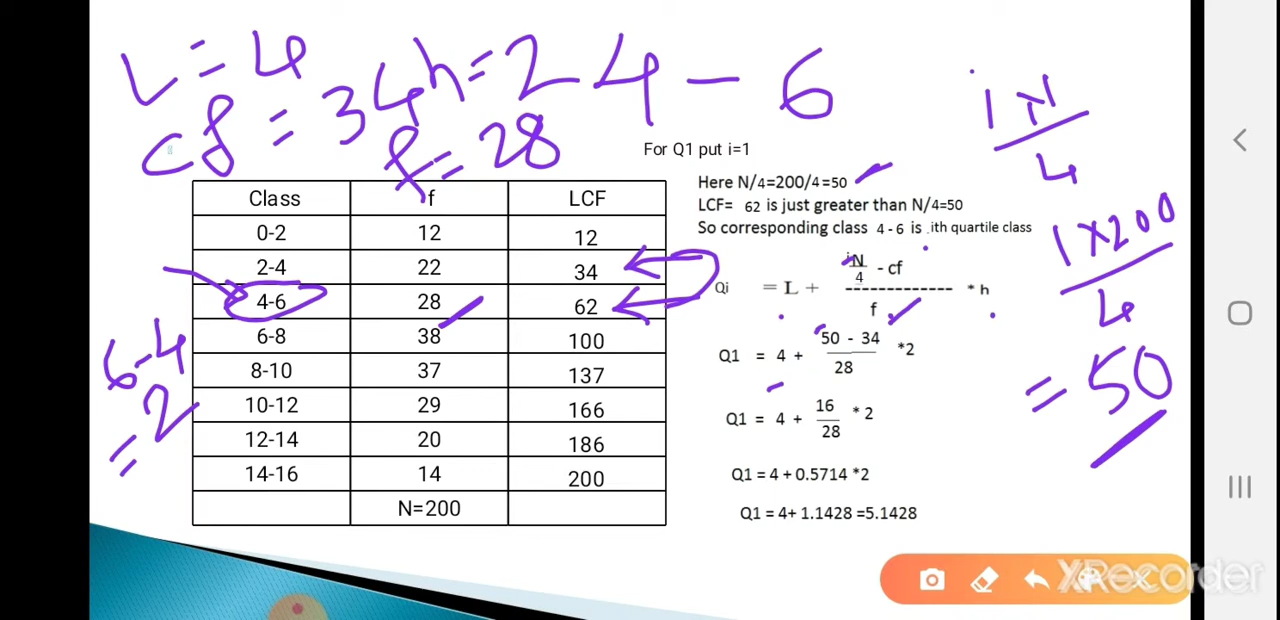 L = 4
h = 2
4 - 6
cf = 34
f = 28
For Q1 put i=1
Here N/4=200/4=50
LCF= 62 is just greater than N/4=50
So corresponding class 4 - 6 is ith quartile class
Class f LCF
0-2 12 12
2-4 22 34
4-6 28 62
6-8 38 100
8-10 37 137
10-12 29 166
12-14 20 186
14-16 14 200
N=200
6-4
= 2
iN
4
- cf
Qi = L + * h
f
50 - 34
Q1 = 4 + *2
28
16
Q1 = 4 + * 2
28
Q1 = 4 + 0.5714 *2
Q1 = 4+ 1.1428 =5.1428
i N
4
1 X 200
4
= 50
XRecorder